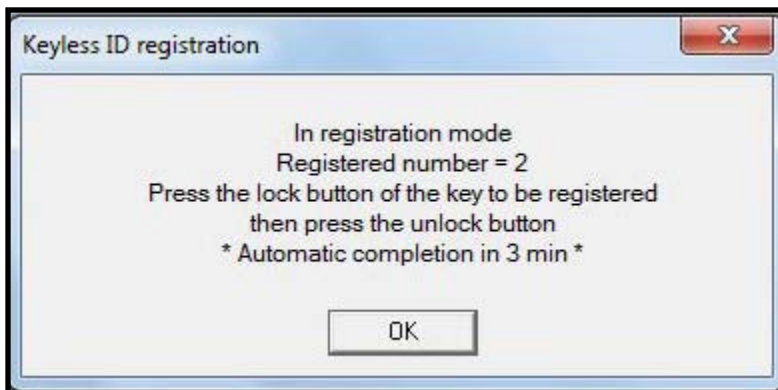 Keyless ID registration
In registration mode
Registered number = 2
Press the lock button of the key to be registered
then press the unlock button
* Automatic completion in 3 min *
OK